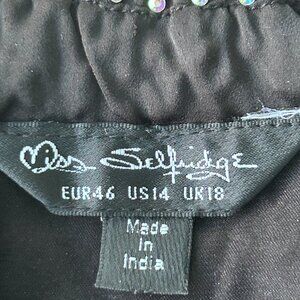 Miss Selfridge
EUR46 US14 UK18
Made
in
India